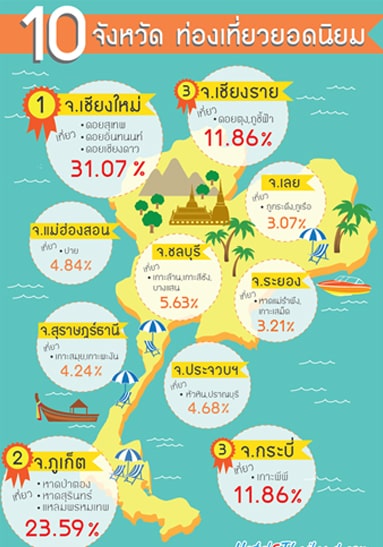 10 จังหวัด ท่องเที่ยวยอดนิยม
1 จ.เชียงใหม่
เที่ยว
• ดอยสุเทพ
• ดอยอินทนนท์
• ดอยเชียงดาว
31.07 %
3 จ.เชียงราย
เที่ยว
• ดอยตุง,ภูชี้ฟ้า
11.86%
จ.เลย
เที่ยว
• ภูกระดึง,ภูเรือ
3.07%
จ.แม่ฮ่องสอน
เที่ยว
• ปาย
4.84%
จ.ชลบุรี
เที่ยว
• เกาะล้าน,เกาะสีชัง,
บางแสน
5.63%
จ.ระยอง
เที่ยว
• หาดแม่รำพึง,
เกาะเสม็ด
3.21%
จ.สุราษฎร์ธานี
เที่ยว
• เกาะสมุย,เกาะพะงัน
4.24%
จ.ประจวบฯ
เที่ยว
• หัวหิน,ปราณบุรี
4.68%
2 จ.ภูเก็ต
เที่ยว
• หาดป่าตอง
• หาดสุรินทร์
• แหลมพรหมเทพ
23.59 %
3 จ.กระบี่
เที่ยว
• เกาะพีพี
11.86%